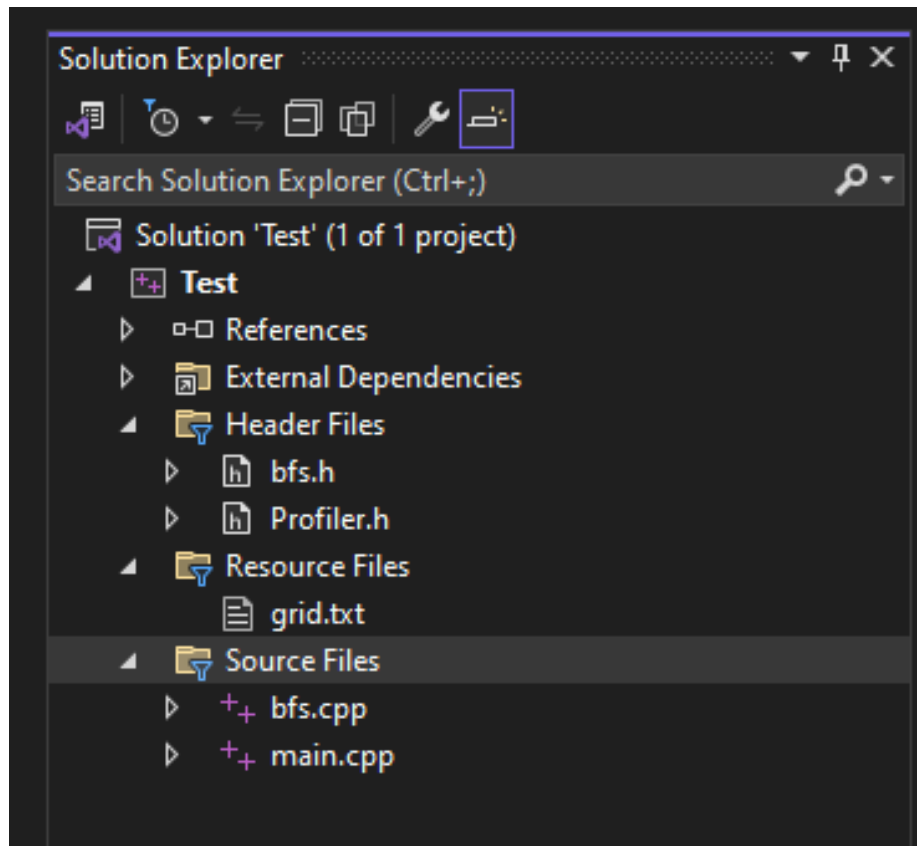 Solution Explorer
Search Solution Explorer (Ctrl+;)
Solution 'Test' (1 of 1 project)
Test
References
External Dependencies
Header Files
bfs.h
Profiler.h
Resource Files
grid.txt
Source Files
bfs.cpp
main.cpp